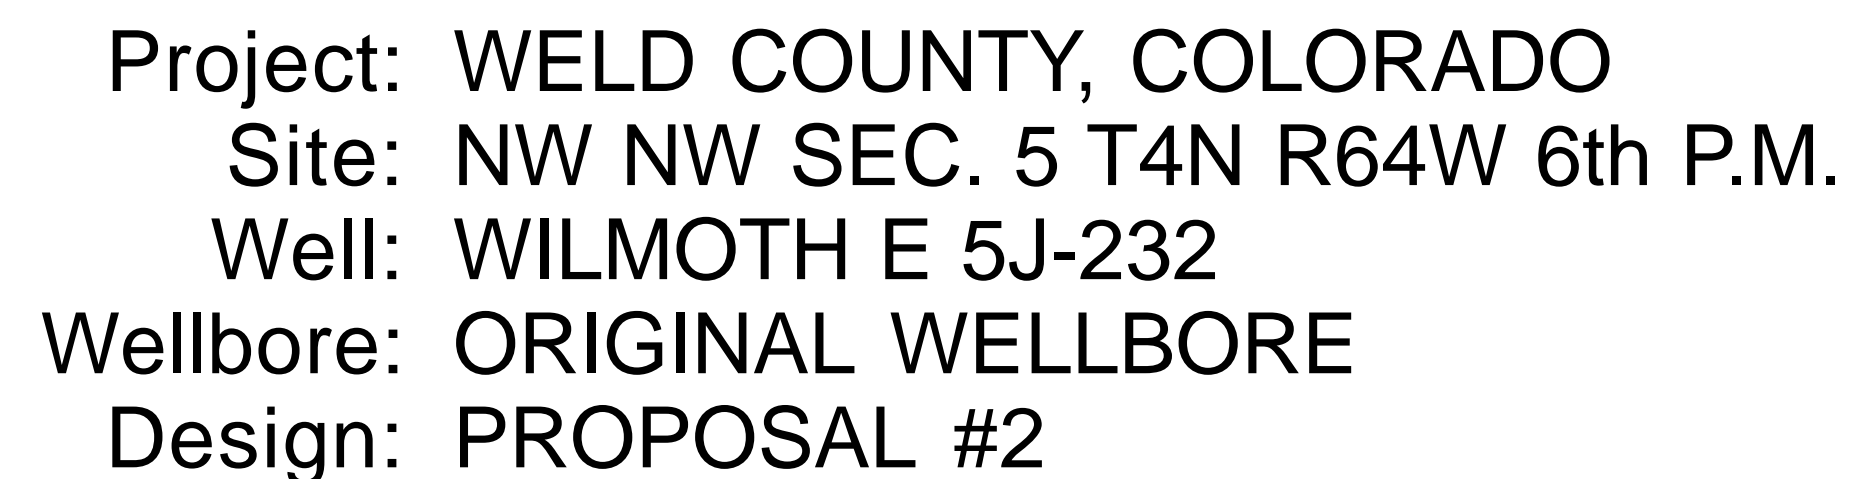 Project: WELD COUNTY, COLORADO
Site: NW NW SEC. 5 T4N R64W 6th P.M.
Well: WILMOTH E 5J-232
Wellbore: ORIGINAL WELLBORE
Design: PROPOSAL #2